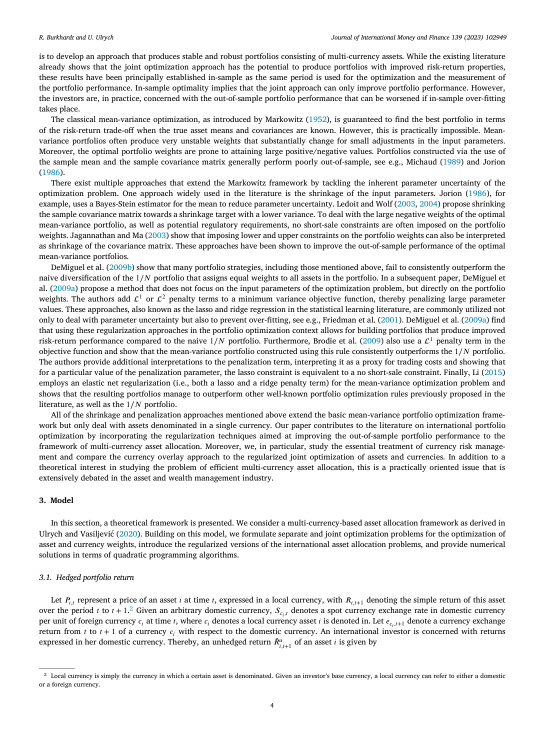 R. Burkhardt and U. Ulrych
Journal of International Money and Finance 139 (2023) 102949
is to develop an approach that produces stable and robust portfolios consisting of multi-currency assets. While the existing literature
already shows that the joint optimization approach has the potential to produce portfolios with improved risk-return properties,
these results have been principally established in-sample as the same period is used for the optimization and the measurement of
the portfolio performance. In-sample optimality implies that the joint approach can only improve portfolio performance. However,
the investors are, in practice, concerned with the out-of-sample portfolio performance that can be worsened if in-sample over-fitting
takes place.
The classical mean-variance optimization, as introduced by Markowitz (1952), is guaranteed to find the best portfolio in terms
of the risk-return trade-off when the true asset means and covariances are known. However, this is practically impossible. Mean-
variance portfolios often produce very unstable weights that substantially change for small adjustments in the input parameters.
Moreover, the optimal portfolio weights are prone to attaining large positive/negative values. Portfolios constructed via the use of
the sample mean and the sample covariance matrix generally perform poorly out-of-sample, see e.g., Michaud (1989) and Jorion
(1986).
There exist multiple approaches that extend the Markowitz framework by tackling the inherent parameter uncertainty of the
optimization problem. One approach widely used in the literature is the shrinkage of the input parameters. Jorion (1986), for
example, uses a Bayes-Stein estimator for the mean to reduce parameter uncertainty. Ledoit and Wolf (2003, 2004) propose shrinking
the sample covariance matrix towards a shrinkage target with a lower variance. To deal with the large negative weights of the optimal
mean-variance portfolio, as well as potential regulatory requirements, no short-sale constraints are often imposed on the portfolio
weights. Jagannathan and Ma (2003) show that imposing lower and upper constraints on the portfolio weights can also be interpreted
as shrinkage of the covariance matrix. These approaches have been shown to improve the out-of-sample performance of the optimal
mean-variance portfolios.
DeMiguel et al. (2009b) show that many portfolio strategies, including those mentioned above, fail to consistently outperform the
naive diversification of the 1/N portfolio that assigns equal weights to all assets in the portfolio. In a subsequent paper, DeMiguel et
al. (2009a) propose a method that does not focus on the input parameters of the optimization problem, but directly on the portfolio
weights. The authors add ℒ¹ or ℒ² penalty terms to a minimum variance objective function, thereby penalizing large parameter
values. These approaches, also known as the lasso and ridge regression in the statistical learning literature, are commonly utilized not
only to deal with parameter uncertainty but also to prevent over-fitting, see e.g., Friedman et al. (2001). DeMiguel et al. (2009a) find
that using these regularization approaches in the portfolio optimization context allows for building portfolios that produce improved
risk-return performance compared to the naive 1/N portfolio. Furthermore, Brodie et al. (2009) also use a ℒ¹ penalty term in the
objective function and show that the mean-variance portfolio constructed using this rule consistently outperforms the 1/N portfolio.
The authors provide additional interpretations to the penalization term, interpreting it as a proxy for trading costs and showing that
for a particular value of the penalization parameter, the lasso constraint is equivalent to a no short-sale constraint. Finally, Li (2015)
employs an elastic net regularization (i.e., both a lasso and a ridge penalty term) for the mean-variance optimization problem and
shows that the resulting portfolios manage to outperform other well-known portfolio optimization rules previously proposed in the
literature, as well as the 1/N portfolio.
All of the shrinkage and penalization approaches mentioned above extend the basic mean-variance portfolio optimization frame-
work but only deal with assets denominated in a single currency. Our paper contributes to the literature on international portfolio
optimization by incorporating the regularization techniques aimed at improving the out-of-sample portfolio performance to the
framework of multi-currency asset allocation. Moreover, we, in particular, study the essential treatment of currency risk manage-
ment and compare the currency overlay approach to the regularized joint optimization of assets and currencies. In addition to a
theoretical interest in studying the problem of efficient multi-currency asset allocation, this is a practically oriented issue that is
extensively debated in the asset and wealth management industry.
3. Model
In this section, a theoretical framework is presented. We consider a multi-currency-based asset allocation framework as derived in
Ulrych and Vasiljević (2020). Building on this model, we formulate separate and joint optimization problems for the optimization of
asset and currency weights, introduce the regularized versions of the international asset allocation problems, and provide numerical
solutions in terms of quadratic programming algorithms.
3.1. Hedged portfolio return
Let P_{i,t} represent a price of an asset i at time t, expressed in a local currency, with R_{i,t+1} denoting the simple return of this asset
over the period t to t + 1.² Given an arbitrary domestic currency, S_{c_i,t} denotes a spot currency exchange rate in domestic currency
per unit of foreign currency c_i at time t, where c_i denotes a local currency asset i is denoted in. Let e_{c_i,t+1} denote a currency exchange
return from t to t + 1 of a currency c_i with respect to the domestic currency. An international investor is concerned with returns
expressed in her domestic currency. Thereby, an unhedged return R̃ᵘ_{i,t+1} of an asset i is given by
² Local currency is simply the currency in which a certain asset is denominated. Given an investor's base currency, a local currency can refer to either a domestic
or a foreign currency.
4